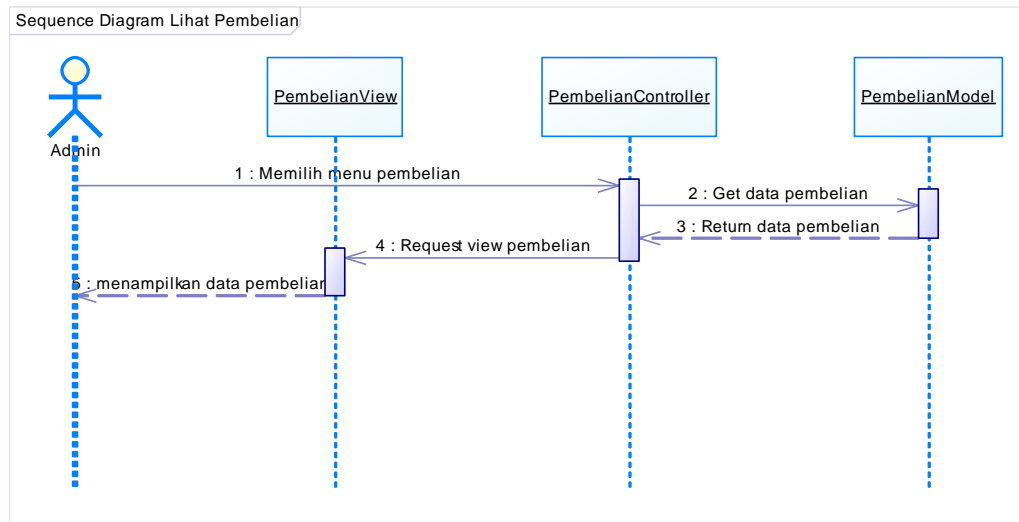 Sequence Diagram Lihat Pembelian
PembelianView
PembelianController
PembelianModel
Admin
1 : Memilih menu pembelian
2 : Get data pembelian
3 : Return data pembelian
4 : Request view pembelian
5 : menampilkan data pembelian